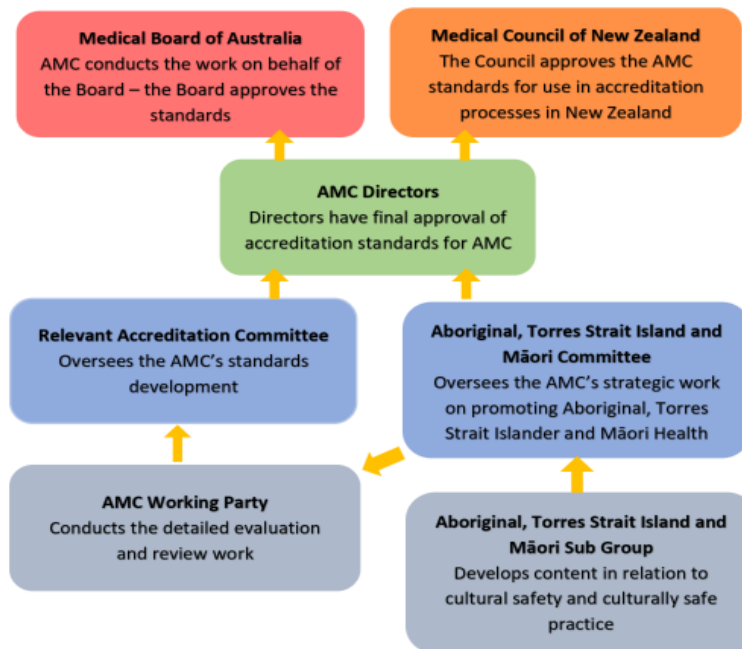 Medical Board of Australia
AMC conducts the work on behalf of
the Board – the Board approves the
standards
Medical Council of New Zealand
The Council approves the AMC
standards for use in accreditation
processes in New Zealand
AMC Directors
Directors have final approval of
accreditation standards for AMC
Relevant Accreditation Committee
Oversees the AMC's standards
development
Aboriginal, Torres Strait Island and
Māori Committee
Oversees the AMC's strategic work
on promoting Aboriginal, Torres
Strait Islander and Māori Health
AMC Working Party
Conducts the detailed evaluation
and review work
Aboriginal, Torres Strait Island and
Māori Sub Group
Develops content in relation to
cultural safety and culturally safe
practice